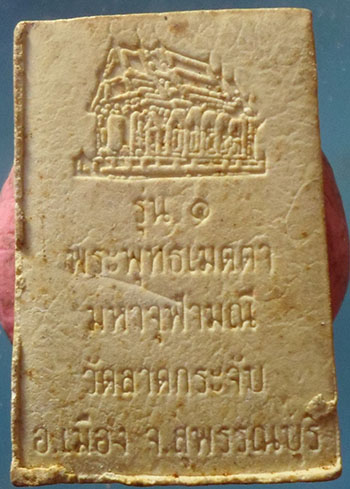 รุ่น ๑
พระพุทธเมตตา
มหาจุฬามณี
วัดลาดกระจับ
อ.เมือง จ.สุพรรณบุรี